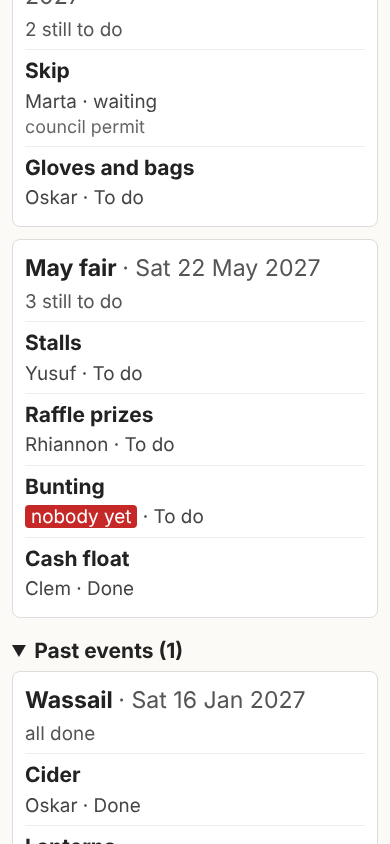 2027
2 still to do
Skip
Marta · waiting
council permit
Gloves and bags
Oskar · To do
May fair · Sat 22 May 2027
3 still to do
Stalls
Yusuf · To do
Raffle prizes
Rhiannon · To do
Bunting
nobody yet · To do
Cash float
Clem · Done
▼ Past events (1)
Wassail · Sat 16 Jan 2027
all done
Cider
Oskar · Done